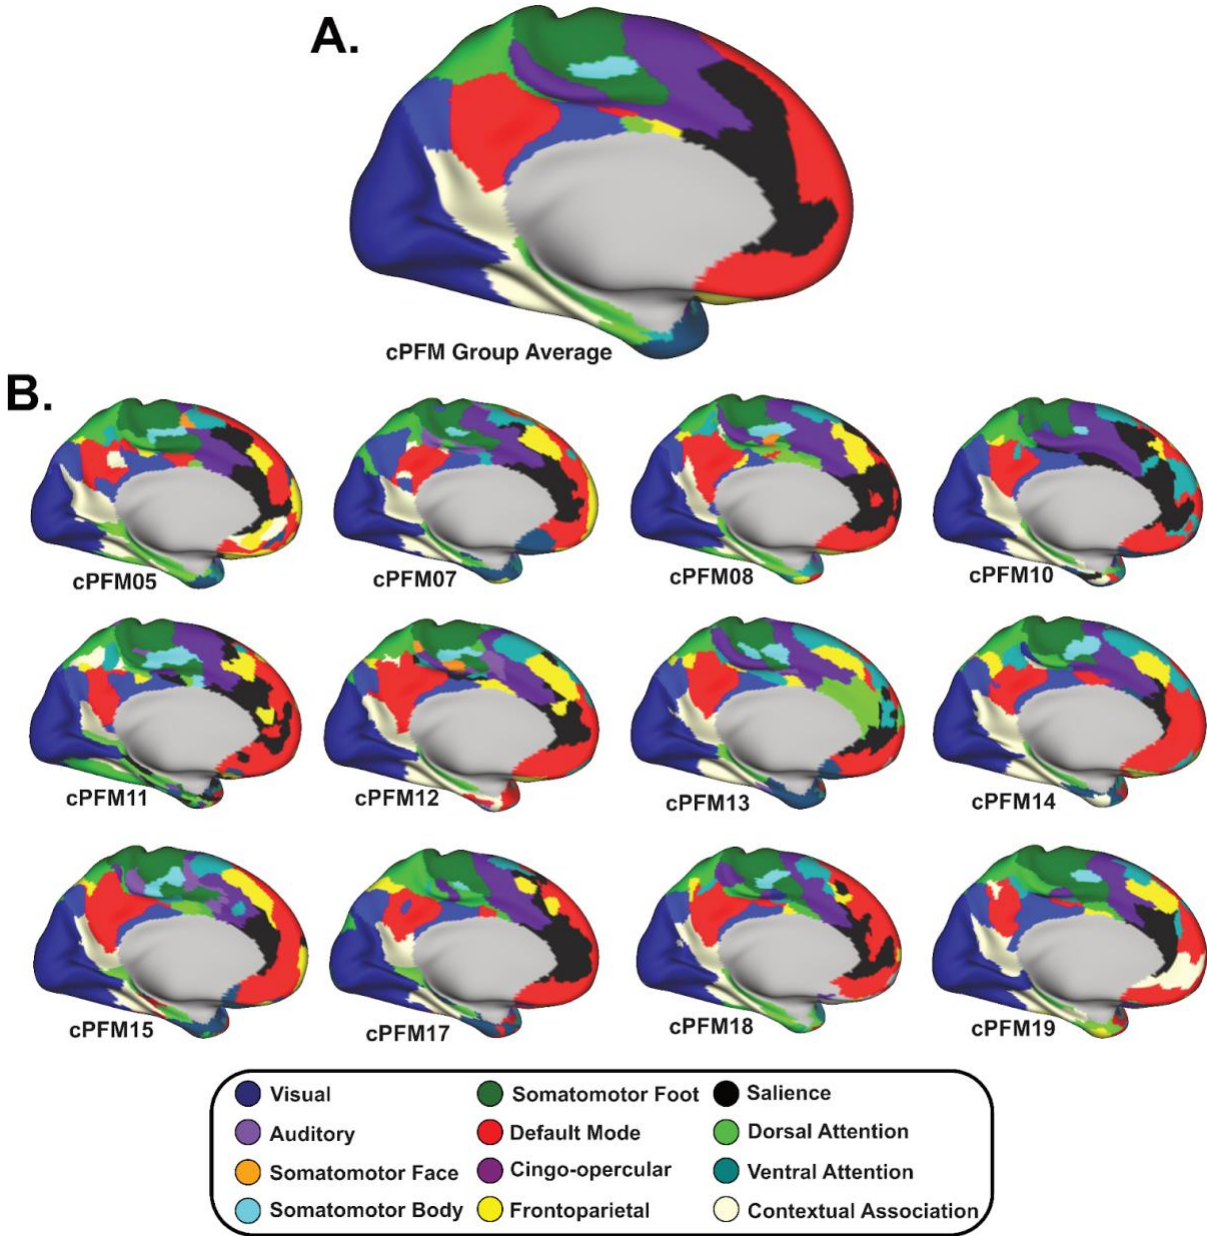 A.
cPFM Group Average
B.
cPFM05
cPFM07
cPFM08
cPFM10
cPFM11
cPFM12
cPFM13
cPFM14
cPFM15
cPFM17
cPFM18
cPFM19
Visual
Somatomotor Foot
Salience
Auditory
Default Mode
Dorsal Attention
Somatomotor Face
Cingo-opercular
Ventral Attention
Somatomotor Body
Frontoparietal
Contextual Association